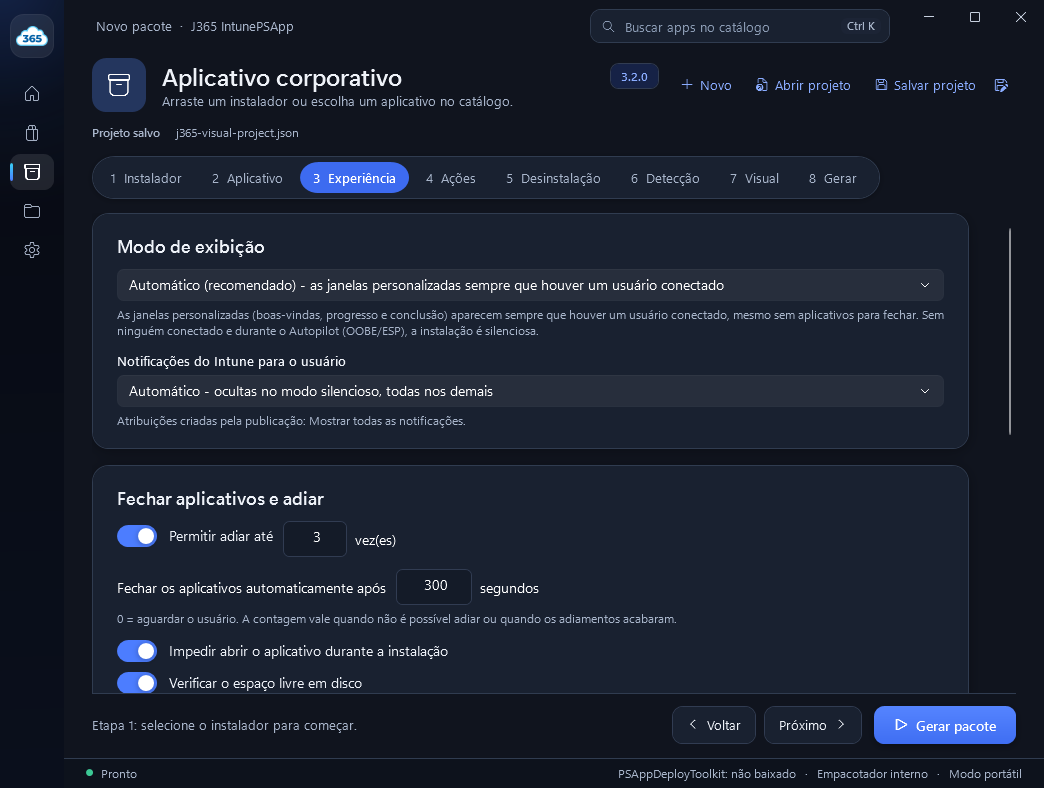 365
Novo pacote · J365 IntunePSApp
Buscar apps no catálogo Ctrl K
Aplicativo corporativo
Arraste um instalador ou escolha um aplicativo no catálogo.
3.2.0
Novo
Abrir projeto
Salvar projeto
Projeto salvo j365-visual-project.json
1 Instalador 2 Aplicativo 3 Experiência 4 Ações 5 Desinstalação 6 Detecção 7 Visual 8 Gerar
Modo de exibição
Automático (recomendado) - as janelas personalizadas sempre que houver um usuário conectado
As janelas personalizadas (boas-vindas, progresso e conclusão) aparecem sempre que houver um usuário conectado, mesmo sem aplicativos para fechar. Sem
ninguém conectado e durante o Autopilot (OOBE/ESP), a instalação é silenciosa.
Notificações do Intune para o usuário
Automático - ocultas no modo silencioso, todas nos demais
Atribuições criadas pela publicação: Mostrar todas as notificações.
Fechar aplicativos e adiar
Permitir adiar até 3 vez(es)
Fechar os aplicativos automaticamente após 300 segundos
0 = aguardar o usuário. A contagem vale quando não é possível adiar ou quando os adiamentos acabaram.
Impedir abrir o aplicativo durante a instalação
Verificar o espaço livre em disco
Etapa 1: selecione o instalador para começar.
Voltar
Próximo
Gerar pacote
Pronto
PSAppDeployToolkit: não baixado · Empacotador interno · Modo portátil